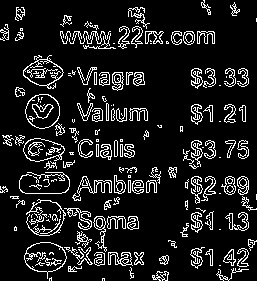 www.22rx.com
Viagra $3.33
Valium $1.21
Cialis $3.75
Ambien $2.89
Soma $1.13
Xanax $1.42